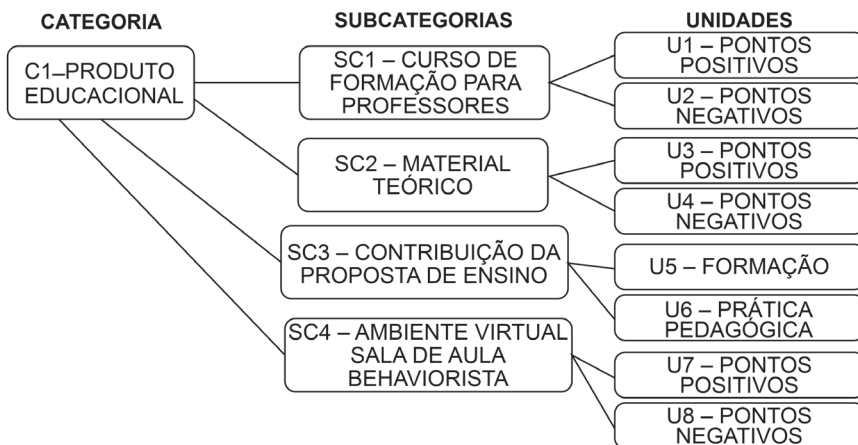 CATEGORIA
SUBCATEGORIAS
UNIDADES
C1–PRODUTO
EDUCACIONAL
SC1 – CURSO DE
FORMAÇÃO PARA
PROFESSORES
U1 – PONTOS
POSITIVOS
U2 – PONTOS
NEGATIVOS
SC2 – MATERIAL
TEÓRICO
U3 – PONTOS
POSITIVOS
U4 – PONTOS
NEGATIVOS
SC3 – CONTRIBUIÇÃO DA
PROPOSTA DE ENSINO
U5 – FORMAÇÃO
U6 – PRÁTICA
PEDAGÓGICA
SC4 – AMBIENTE VIRTUAL
SALA DE AULA
BEHAVIORISTA
U7 – PONTOS
POSITIVOS
U8 – PONTOS
NEGATIVOS